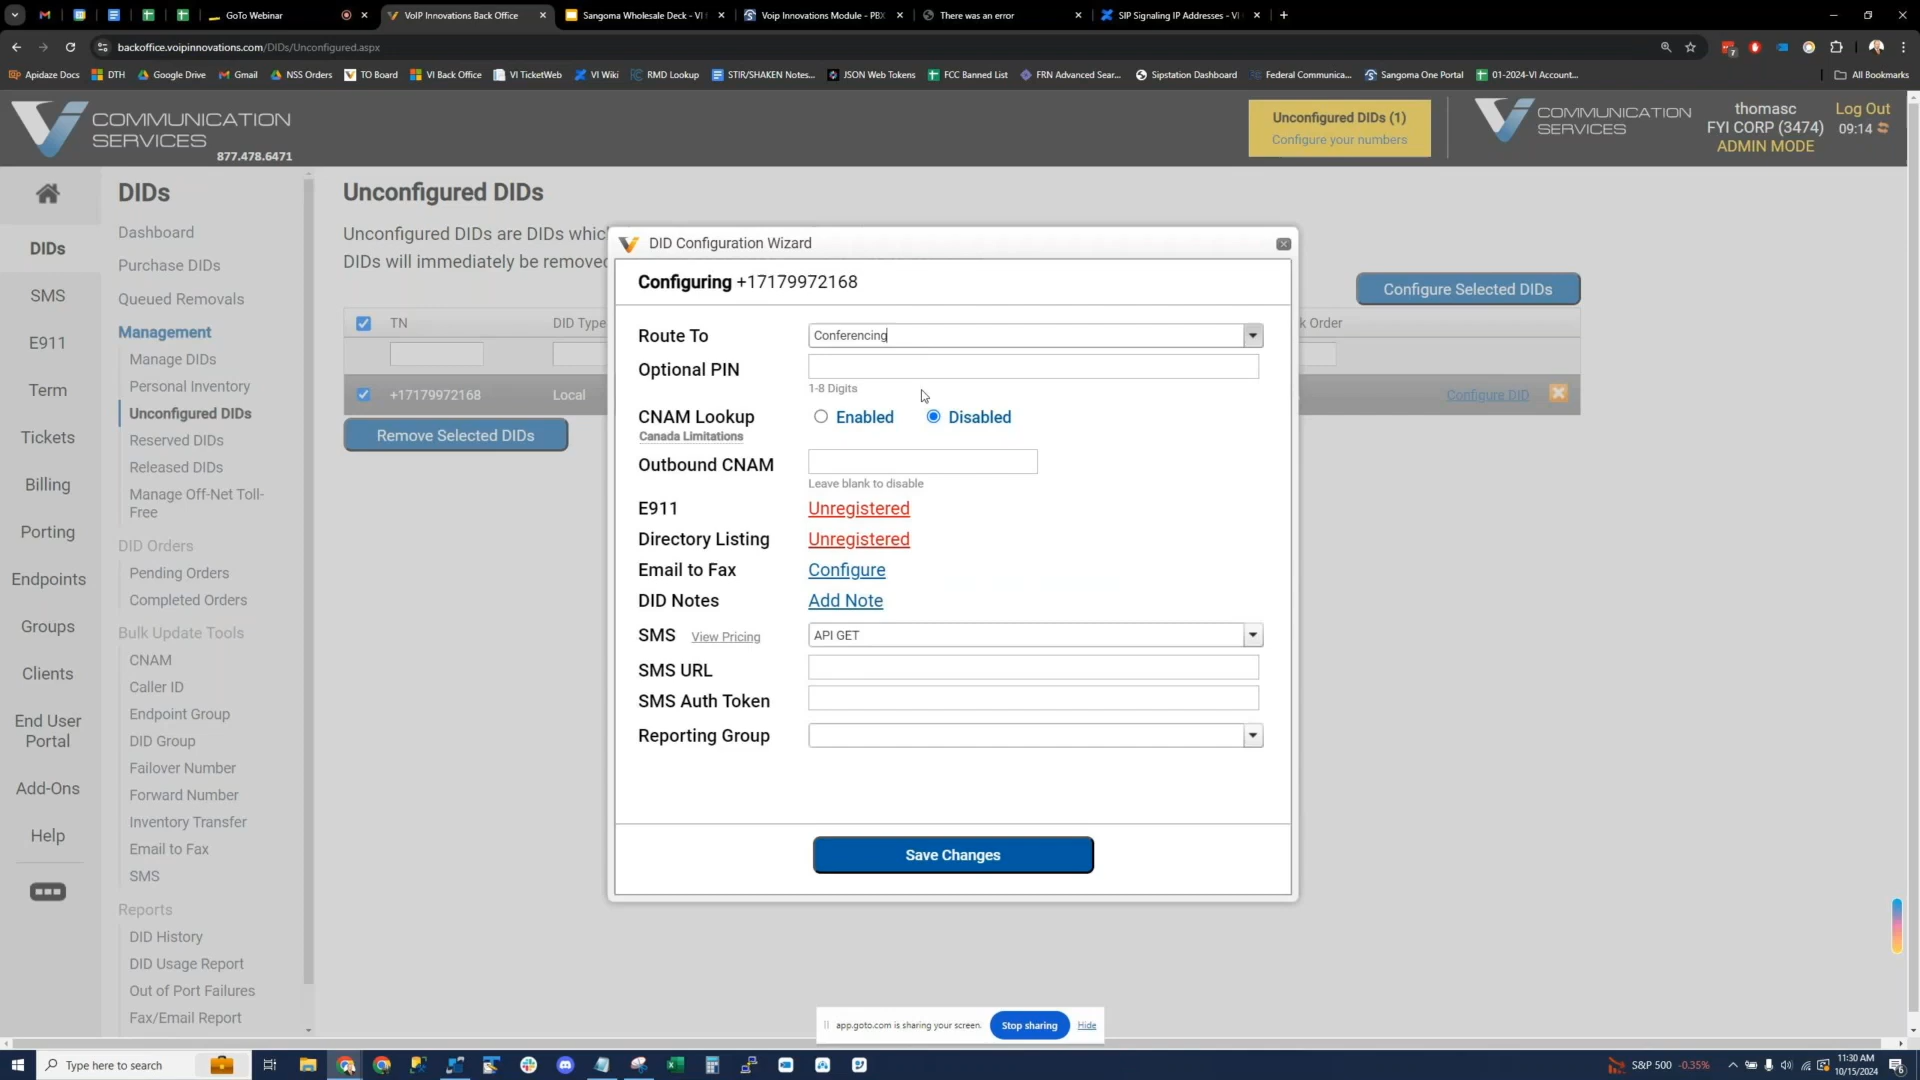 GoTo Webinar
VoIP Innovations Back Office
Sangoma Wholesale Deck - VI
Voip Innovations Module - PBX
There was an error
SIP Signaling IP Addresses - VI
backoffice.voipinnovations.com/DIDs/Unconfigured.aspx
Apidaze Docs
DTH
Google Drive
Gmail
NSS Orders
TO Board
VI Back Office
VI TicketWeb
VI Wiki
RMD Lookup
STIR/SHAKEN Notes...
JSON Web Tokens
FCC Banned List
FRN Advanced Sear...
Sipstation Dashboard
Federal Communica...
Sangoma One Portal
01-2024-VI Account...
All Bookmarks
COMMUNICATION
SERVICES
877.478.6471
Unconfigured DIDs (1)
Configure your numbers
COMMUNICATION
SERVICES
thomasc
FYI CORP (3474)
ADMIN MODE
Log Out
09:14
DIDs
SMS
E911
Term
Tickets
Billing
Porting
Endpoints
Groups
Clients
End User
Portal
Add-Ons
Help
DIDs
Dashboard
Purchase DIDs
Queued Removals
Management
Manage DIDs
Personal Inventory
Unconfigured DIDs
Reserved DIDs
Released DIDs
Manage Off-Net Toll-
Free
DID Orders
Pending Orders
Completed Orders
Bulk Update Tools
CNAM
Caller ID
Endpoint Group
DID Group
Failover Number
Forward Number
Inventory Transfer
Email to Fax
SMS
Reports
DID History
DID Usage Report
Out of Port Failures
Fax/Email Report
Unconfigured DIDs
Unconfigured DIDs are DIDs whic
DIDs will immediately be remove
Configure Selected DIDs
TN
DID Type
k Order
+17179972168
Local
Configure DID
Remove Selected DIDs
DID Configuration Wizard
Configuring +17179972168
Route To
Conferencing
Optional PIN
1-8 Digits
CNAM Lookup
Enabled
Disabled
Canada Limitations
Outbound CNAM
Leave blank to disable
E911
Unregistered
Directory Listing
Unregistered
Email to Fax
Configure
DID Notes
Add Note
SMS
View Pricing
API GET
SMS URL
SMS Auth Token
Reporting Group
Save Changes
app.goto.com is sharing your screen.
Stop sharing
Hide
Type here to search
S&P 500 -0.35%
11:30 AM
10/15/2024